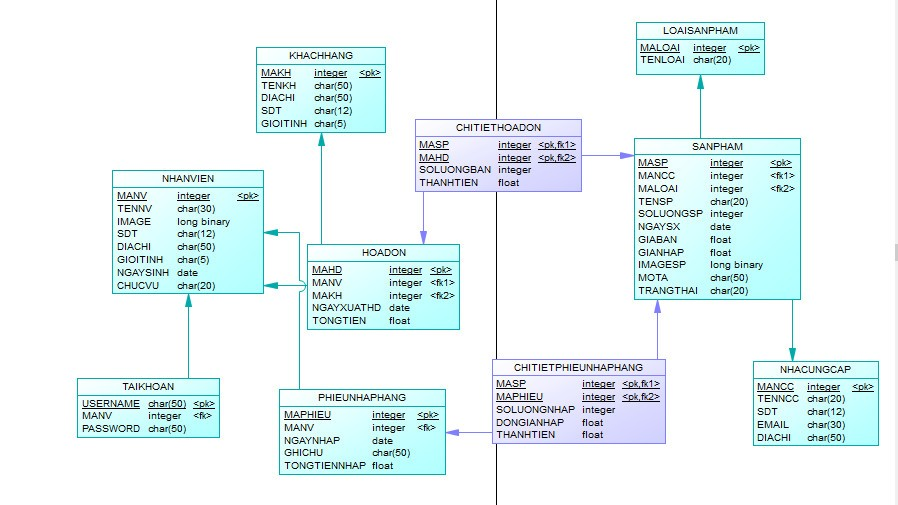 LOAISANPHAM
MALOAI integer <pk>
TENLOAI char(20)
KHACHHANG
MAKH integer <pk>
TENKH char(50)
DIACHI char(50)
SDT char(12)
GIOITINH char(5)
CHITIETHOADON
MASP integer <pk,fk1>
MAHD integer <pk,fk2>
SOLUONGBAN integer
THANHTIEN float
SANPHAM
MASP integer <pk>
MANCC integer <fk1>
MALOAI integer <fk2>
TENSP char(20)
SOLUONGSP integer
NGAYSX date
GIABAN float
GIANHAP float
IMAGESP long binary
MOTA char(50)
TRANGTHAI char(20)
NHANVIEN
MANV integer <pk>
TENNV char(30)
IMAGE long binary
SDT char(12)
DIACHI char(50)
GIOITINH char(5)
NGAYSINH date
CHUCVU char(20)
HOADON
MAHD integer <pk>
MANV integer <fk1>
MAKH integer <fk2>
NGAYXUATHD date
TONGTIEN float
TAIKHOAN
USERNAME char(50) <pk>
MANV integer <fk>
PASSWORD char(50)
PHIEUNHAPHANG
MAPHIEU integer <pk>
MANV integer <fk>
NGAYNHAP date
GHICHU char(50)
TONGTIENNHAP float
CHITIETPHIEUNHAPHANG
MASP integer <pk,fk1>
MAPHIEU integer <pk,fk2>
SOLUONGNHAP integer
DONGIANHAP float
THANHTIEN float
NHACUNGCAP
MANCC integer <pk>
TENNCC char(20)
SDT char(12)
EMAIL char(30)
DIACHI char(50)